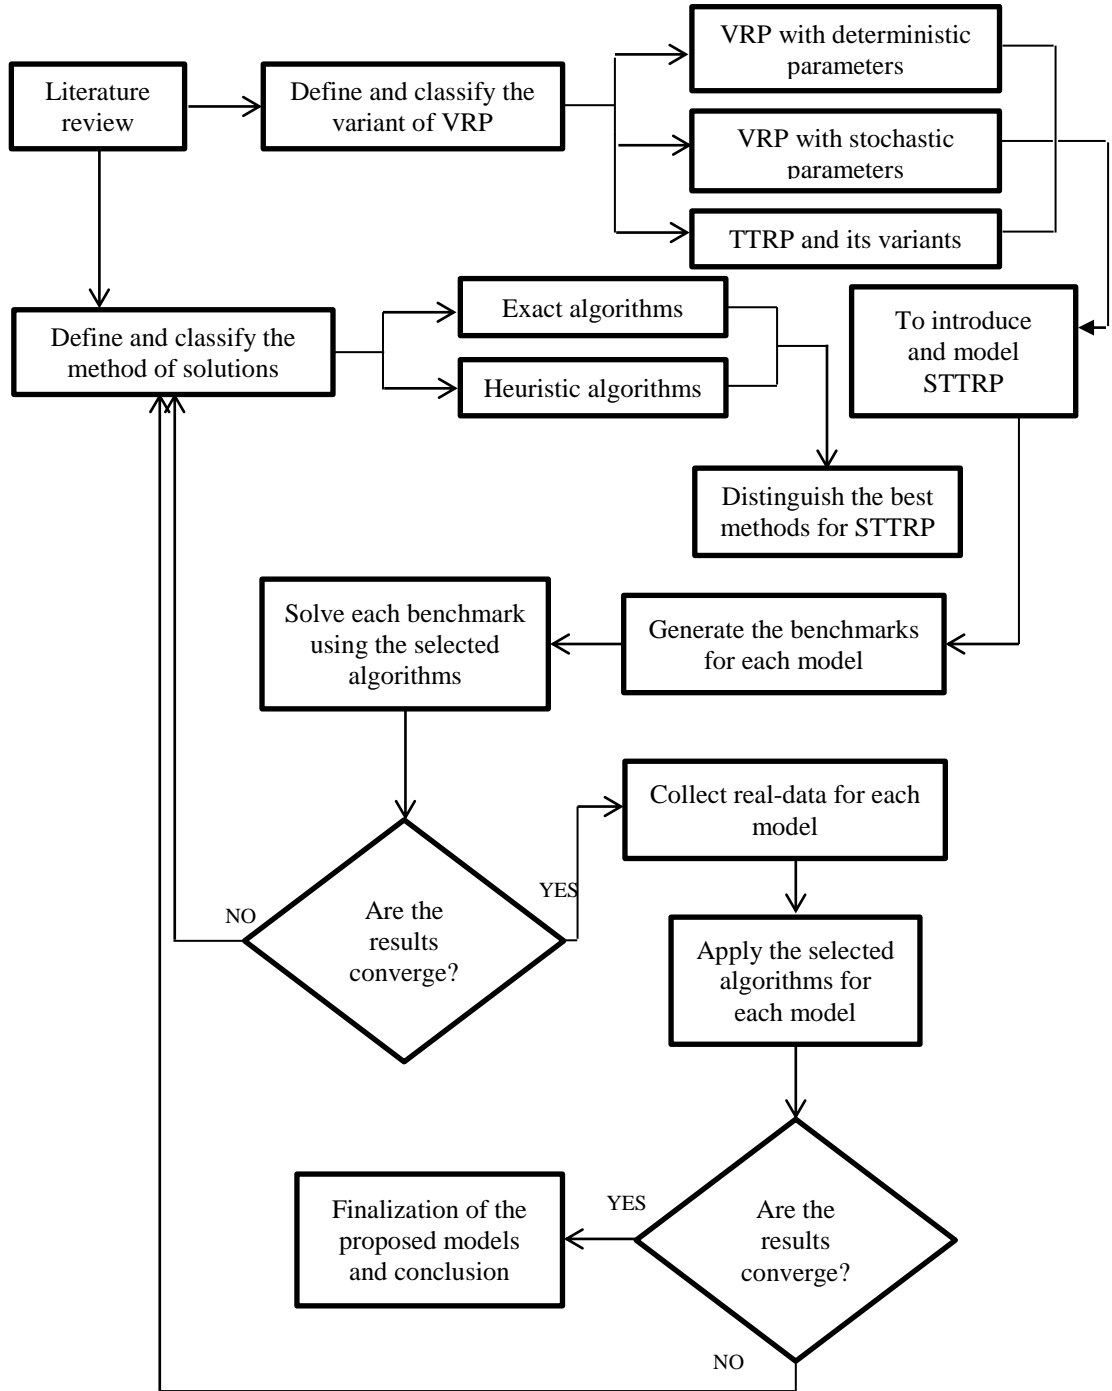 VRP with deterministic
parameters
Literature
review
Define and classify the
variant of VRP
VRP with stochastic
parameters
TTRP and its variants
Exact algorithms
To introduce
and model
STTRP
Define and classify the
method of solutions
Heuristic algorithms
Distinguish the best
methods for STTRP
Solve each benchmark
using the selected
algorithms
Generate the benchmarks
for each model
Collect real-data for each
model
YES
NO
Are the
results
converge?
Apply the selected
algorithms for
each model
Finalization of the
proposed models
and conclusion
YES
Are the
results
converge?
NO